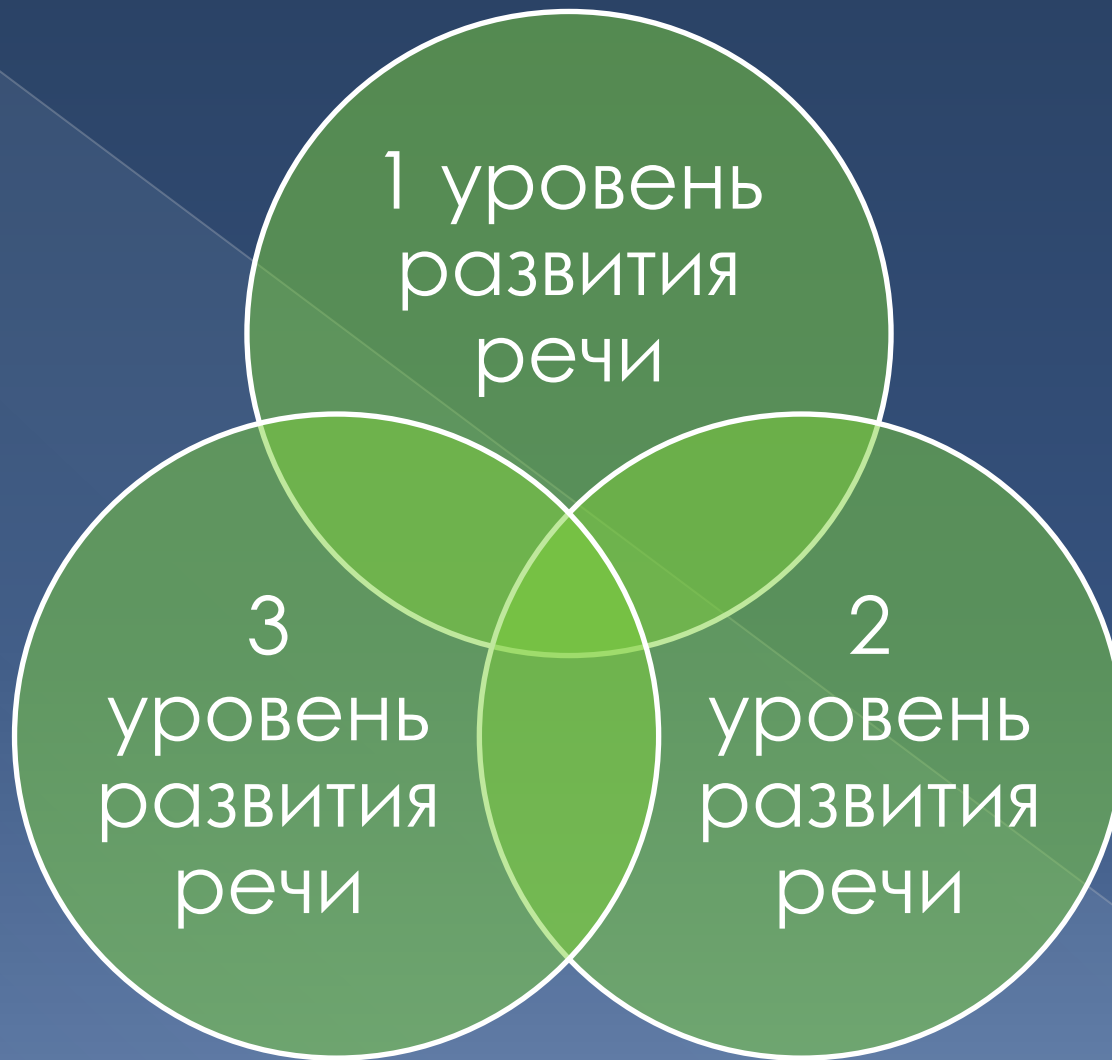 1 уровень
развития
речи
3
уровень
развития
речи
2
уровень
развития
речи